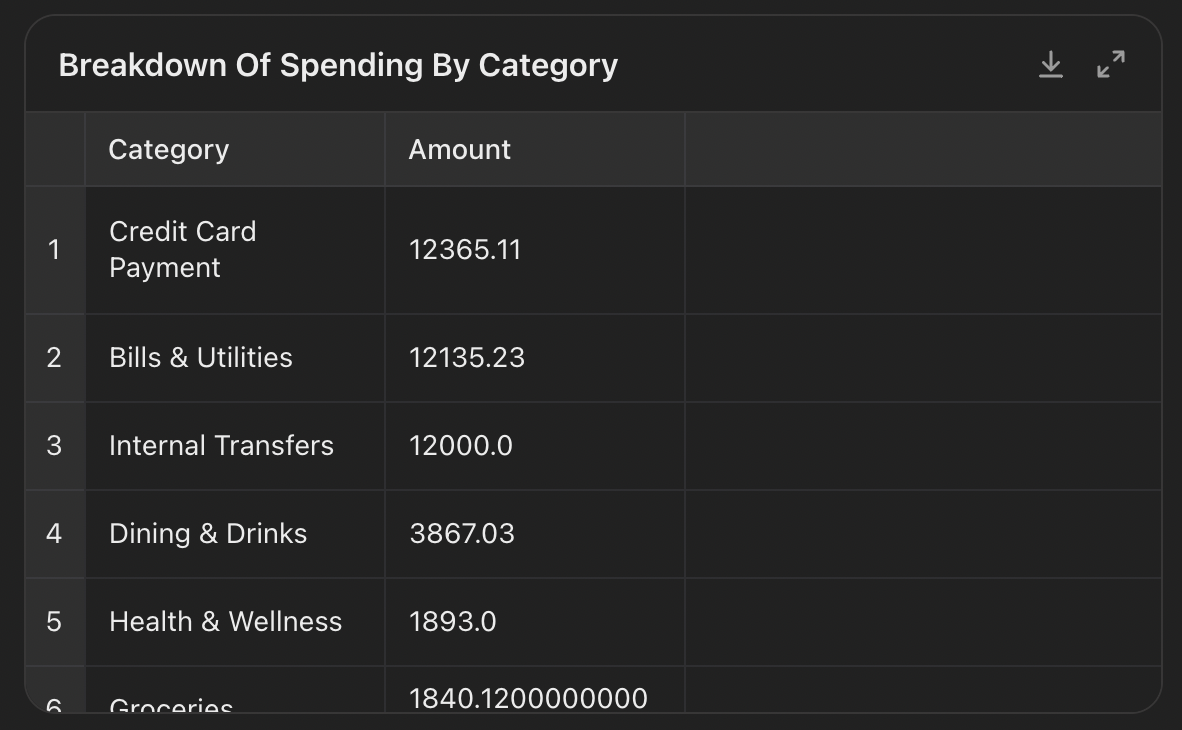 Breakdown Of Spending By Category
Category Amount
1 Credit Card
Payment 12365.11
2 Bills & Utilities 12135.23
3 Internal Transfers 12000.0
4 Dining & Drinks 3867.03
5 Health & Wellness 1893.0
6 Groceries 1840.1200000000